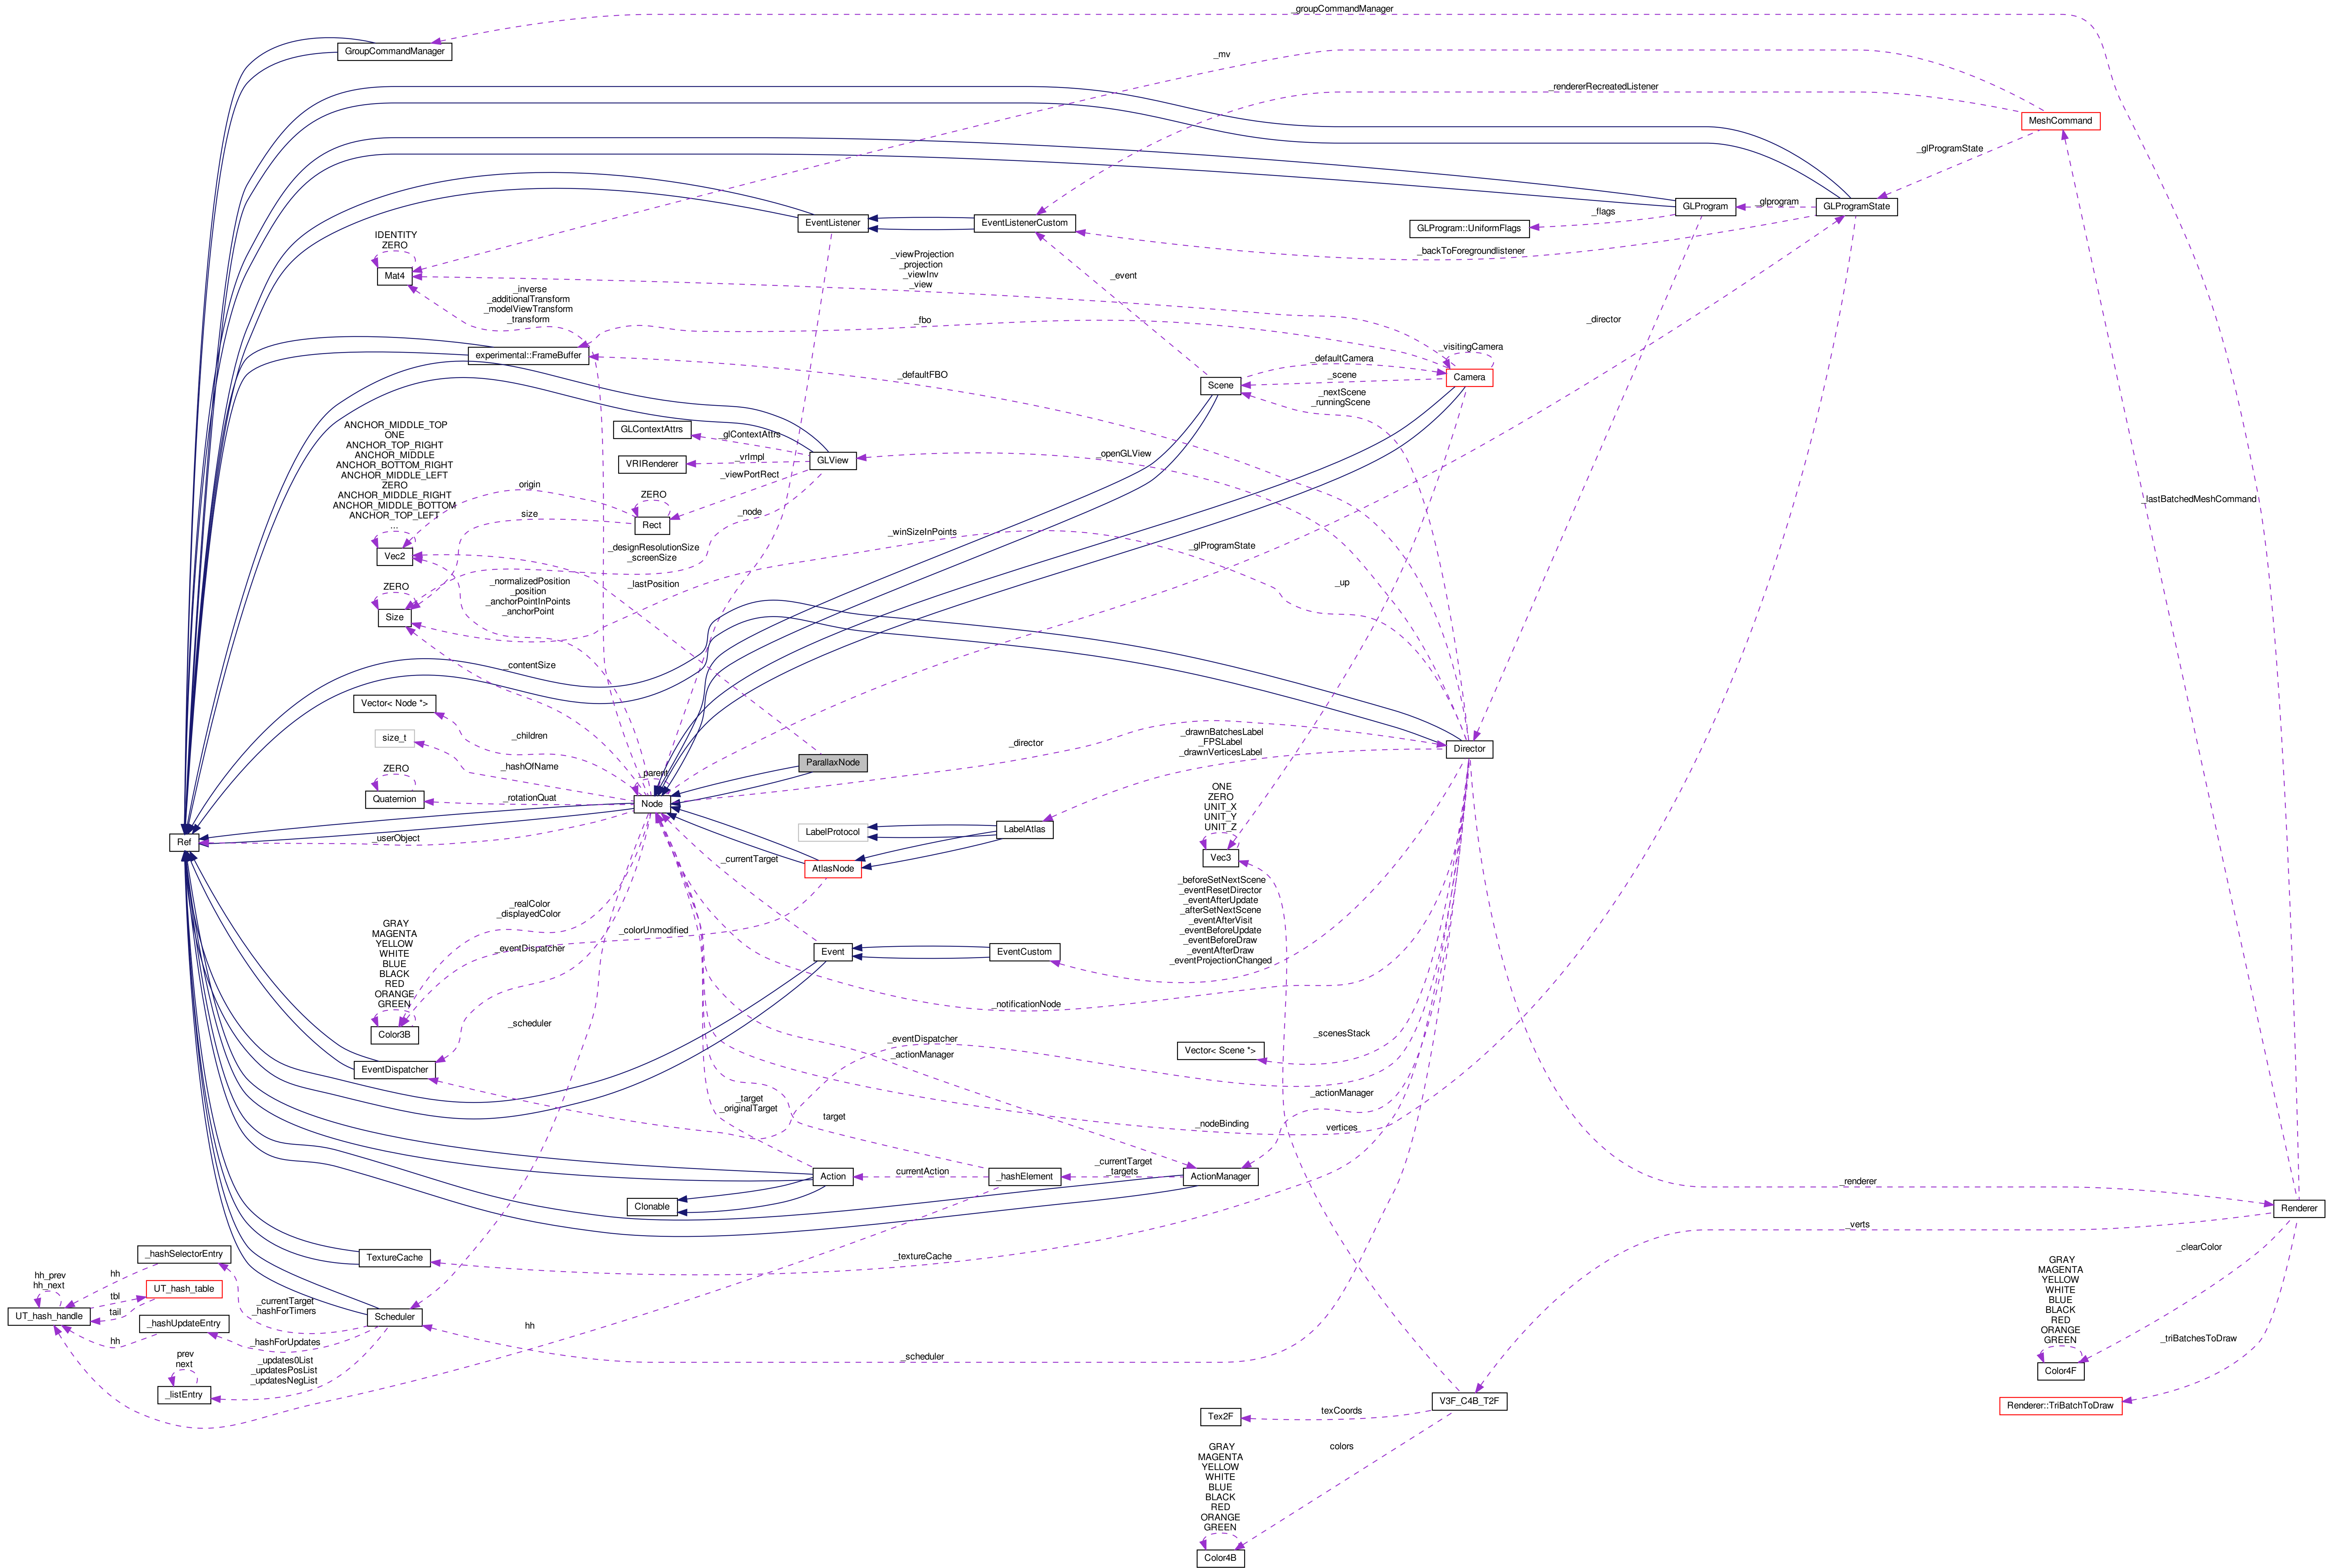 _groupCommandManager
GroupCommandManager
_mv
_rendererRecreatedListener
MeshCommand
_glProgramState
EventListener
EventListenerCustom
GLProgram
_glprogram
GLProgramState
_flags
GLProgram::UniformFlags
IDENTITY
ZERO
Mat4
_viewProjection
_projection
_viewInv
_view
_event
_backToForegroundlistener
_inverse
_additionalTransform
_modelViewTransform
_transform
_fbo
_director
experimental::FrameBuffer
_defaultFBO
_visitingCamera
_defaultCamera
_scene
Scene
Camera
_nextScene
_runningScene
ANCHOR_MIDDLE_TOP
ONE
ANCHOR_TOP_RIGHT
ANCHOR_MIDDLE
ANCHOR_BOTTOM_RIGHT
ANCHOR_MIDDLE_LEFT
ZERO
ANCHOR_MIDDLE_RIGHT
ANCHOR_MIDDLE_BOTTOM
ANCHOR_TOP_LEFT
...
Vec2
GLContextAttrs
_glContextAttrs
VRIRenderer
_vrImpl
GLView
_openGLView
_viewPortRect
origin
ZERO
Rect
size
_node
_lastBatchedMeshCommand
_designResolutionSize
_screenSize
_winSizeInPoints
_glProgramState
ZERO
Size
_normalizedPosition
_position
_anchorPointInPoints
_anchorPoint
_lastPosition
_up
_contentSize
Vector< Node *>
_children
size_t
_hashOfName
ZERO
Quaternion
_rotationQuat
_parent
Node
ParallaxNode
_director
_drawnBatchesLabel
_FPSLabel
_drawnVerticesLabel
Director
Ref
_userObject
LabelProtocol
LabelAtlas
AtlasNode
_currentTarget
ONE
ZERO
UNIT_X
UNIT_Y
UNIT_Z
Vec3
_realColor
_displayedColor
_colorUnmodified
_eventDispatcher
GRAY
MAGENTA
YELLOW
WHITE
BLUE
BLACK
RED
ORANGE
GREEN
Color3B
Event
EventCustom
_beforeSetNextScene
_eventResetDirector
_eventAfterUpdate
_afterSetNextScene
_eventAfterVisit
_eventBeforeUpdate
_eventBeforeDraw
_eventAfterDraw
_eventProjectionChanged
_notificationNode
_scheduler
EventDispatcher
_eventDispatcher
_actionManager
Vector< Scene *>
_scenesStack
_actionManager
_target
_originalTarget
target
_nodeBinding
vertices
Action
currentAction
_hashElement
_currentTarget
_targets
ActionManager
Clonable
_renderer
Renderer
_verts
_hashSelectorEntry
TextureCache
_textureCache
_clearColor
hh_prev
hh_next
UT_hash_handle
hh
tbl
UT_hash_table
tail
_hashUpdateEntry
hh
_currentTarget
_hashForTimers
Scheduler
_hashForUpdates
hh
_scheduler
prev
next
_listEntry
_updates0List
_updatesPosList
_updatesNegList
GRAY
MAGENTA
YELLOW
WHITE
BLUE
BLACK
RED
ORANGE
GREEN
Color4F
_triBatchesToDraw
Renderer::TriBatchToDraw
V3F_C4B_T2F
Tex2F
texCoords
colors
GRAY
MAGENTA
YELLOW
WHITE
BLUE
BLACK
RED
ORANGE
GREEN
Color4B